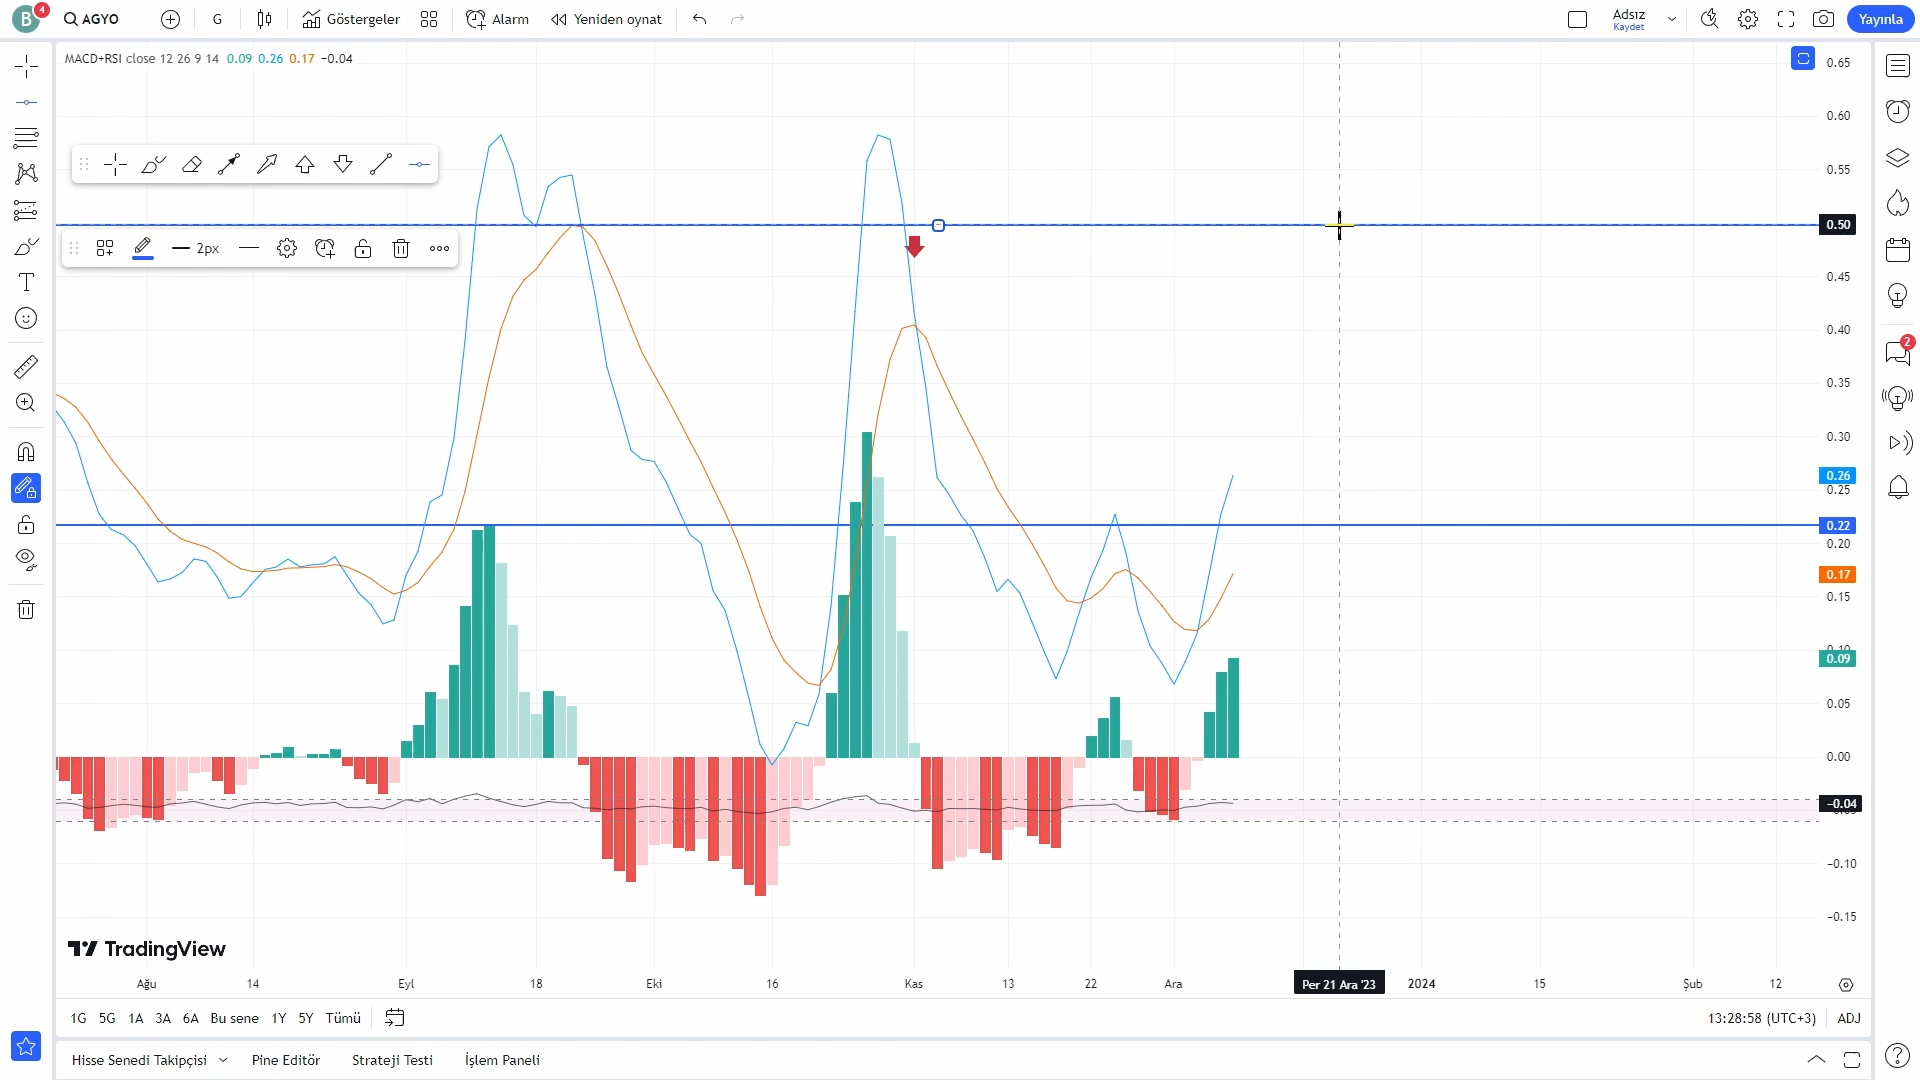 B 4 AGYO G Göstergeler Alarm Yeniden oynat Adsız Yayınla
Kaydet
MACD+RSI close 12 26 9 14 0.09 0.26 0.17 −0.04
0.65
0.60
0.55
0.50
2px
0.45
0.40
2
0.35
0.30
0.26
0.25
0.22
0.20
0.17
0.15
0.10
0.09
0.05
0.00
−0.04
−0.10
−0.15
TradingView
Ağu 14 Eyl 18 Eki 16 Kas 13 22 Ara Per 21 Ara '23 2024 15 Şub 12
1G 5G 1A 3A 6A Bu sene 1Y 5Y Tümü 13:28:58 (UTC+3) ADJ
Hisse Senedi Takipçisi Pine Editör Strateji Testi İşlem Paneli